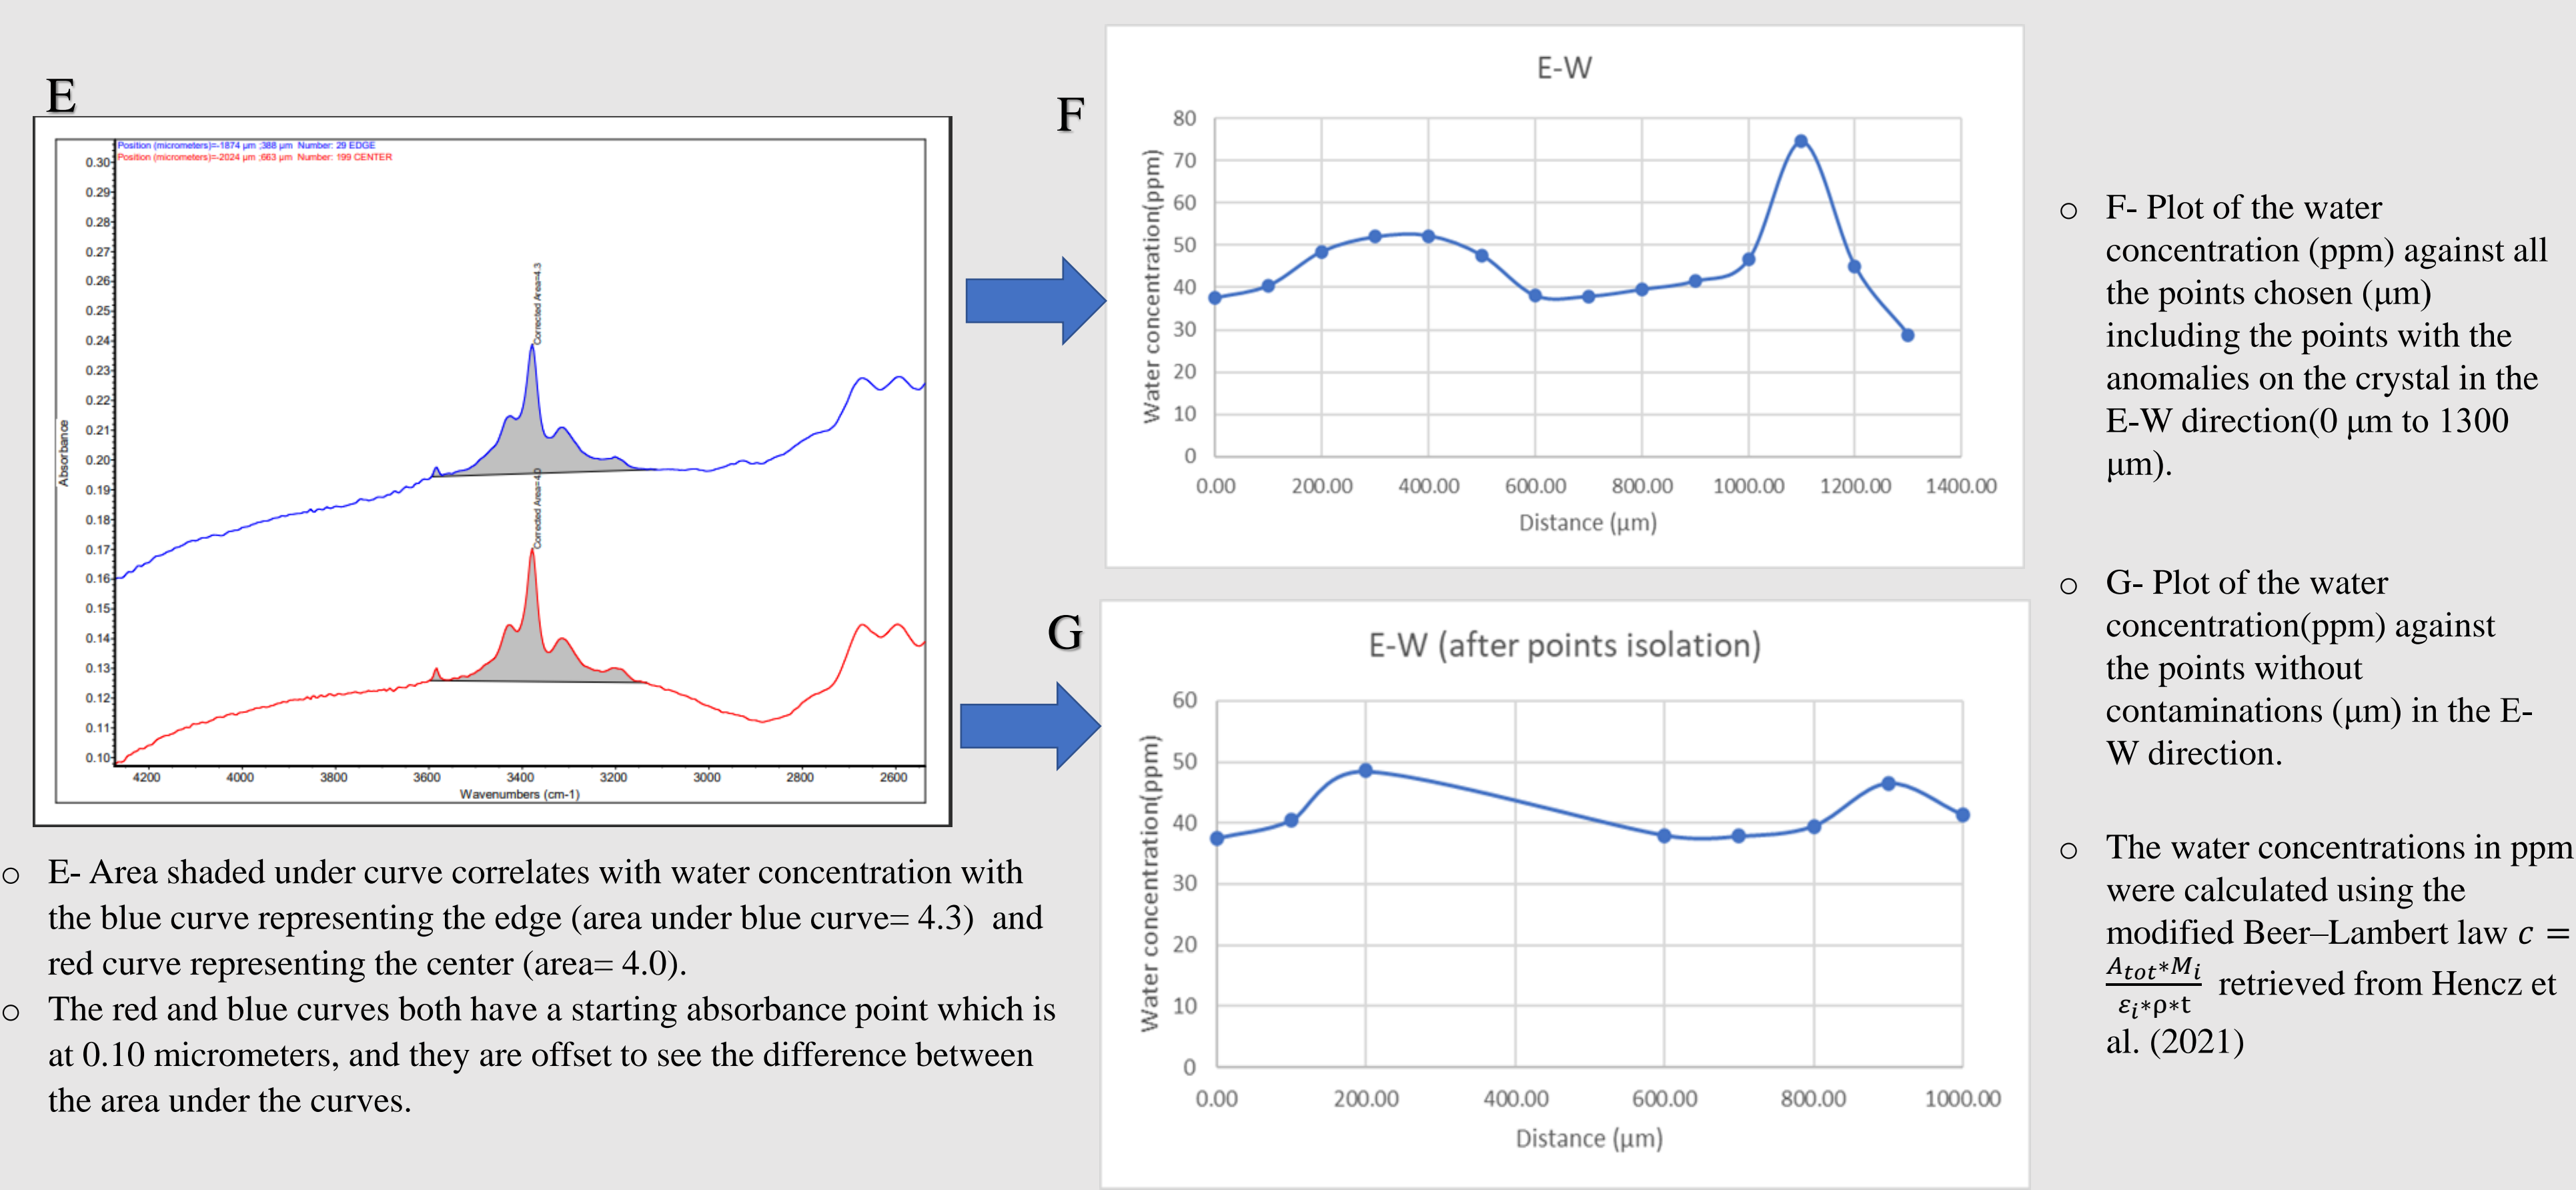 E
Position (micrometers)=-1874 µm ;388 µm Number: 29 EDGE
Position (micrometers)=-2024 µm ;663 µm Number: 199 CENTER
0.30
0.29
0.28
0.27
0.26
0.25
0.24
0.23
0.22
0.21
0.20
0.19
0.18
0.17
0.16
0.15
0.14
0.13
0.12
0.11
0.10
Absorbance
Corrected Area=4.3
Corrected Area=4.0
4200 4000 3800 3600 3400 3200 3000 2800 2600
Wavenumbers (cm-1)
o E- Area shaded under curve correlates with water concentration with
the blue curve representing the edge (area under blue curve= 4.3) and
red curve representing the center (area= 4.0).
o The red and blue curves both have a starting absorbance point which is
at 0.10 micrometers, and they are offset to see the difference between
the area under the curves.
F
E-W
Water concentration(ppm)
80
70
60
50
40
30
20
10
0
0.00 200.00 400.00 600.00 800.00 1000.00 1200.00 1400.00
Distance (µm)
G
E-W (after points isolation)
Water concentration(ppm)
60
50
40
30
20
10
0
0.00 200.00 400.00 600.00 800.00 1000.00
Distance (µm)
o F- Plot of the water
concentration (ppm) against all
the points chosen (µm)
including the points with the
anomalies on the crystal in the
E-W direction(0 µm to 1300
µm).
o G- Plot of the water
concentration(ppm) against
the points without
contaminations (µm) in the E-
W direction.
o The water concentrations in ppm
were calculated using the
modified Beer–Lambert law c =
A_tot*M_i / ε_i*ρ*t retrieved from Hencz et
al. (2021)